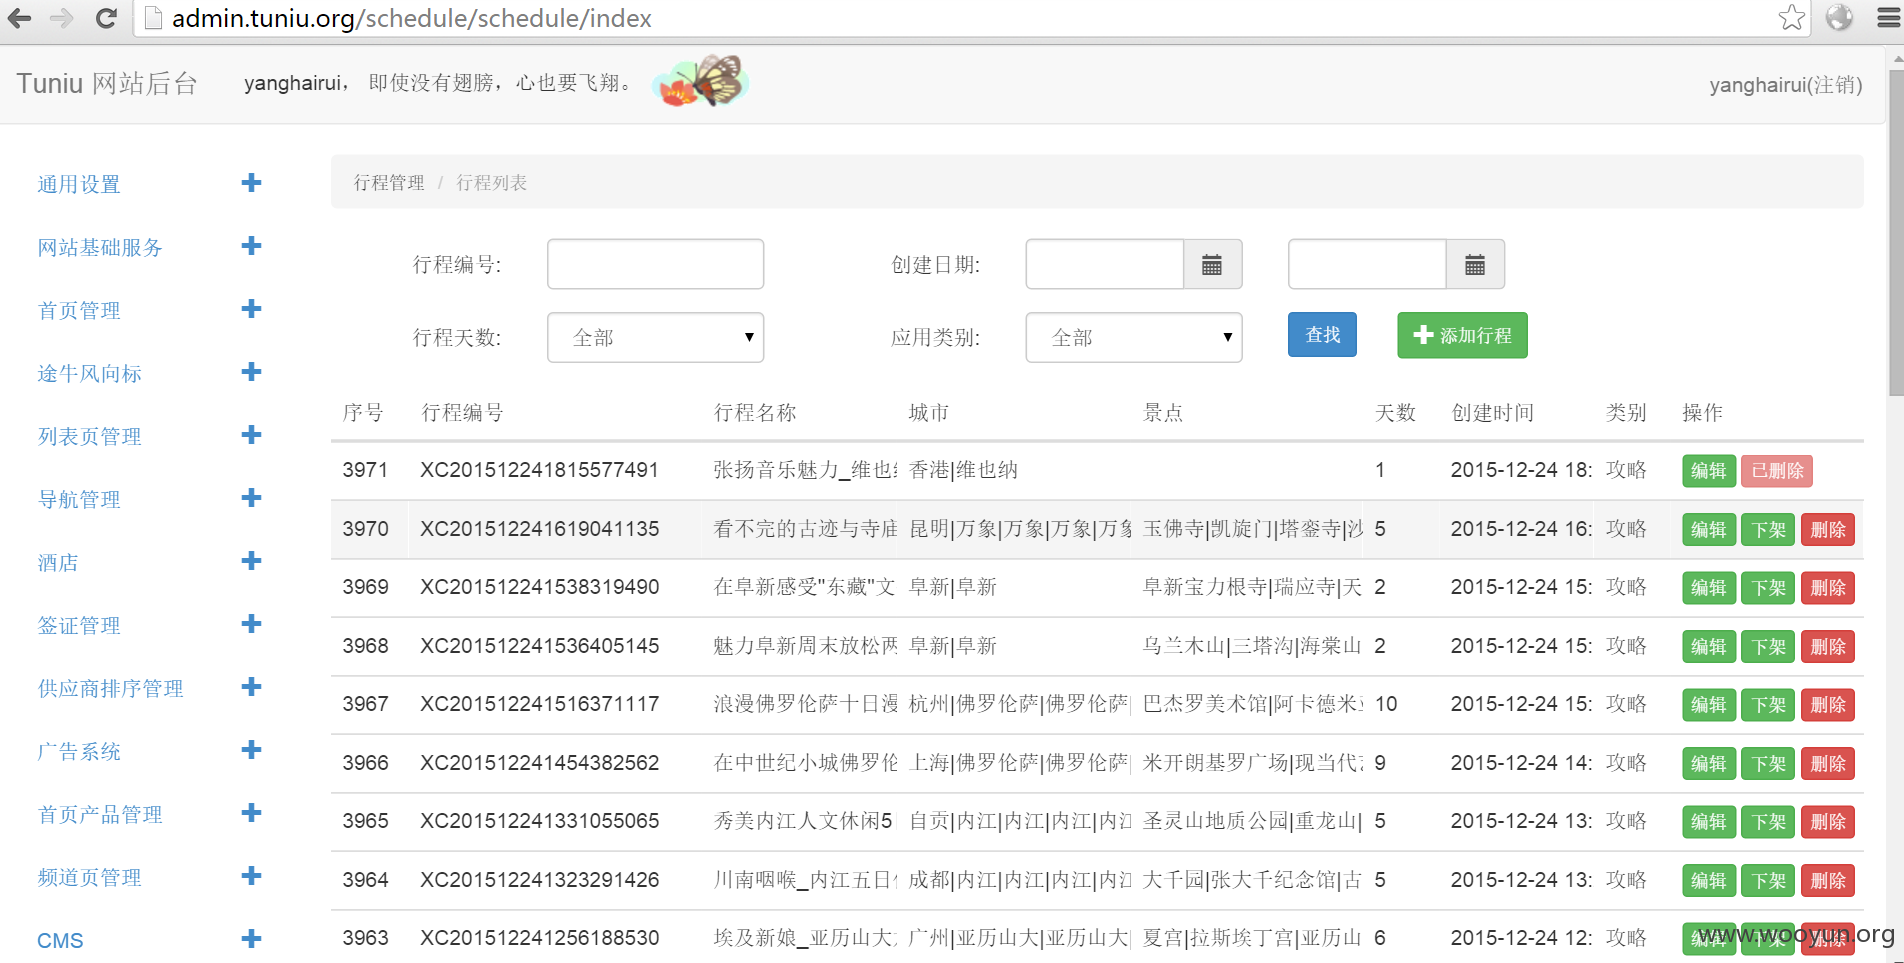 admin.tuniu.org/schedule/schedule/index
Tuniu 网站后台 yanghairui， 即使没有翅膀，心也要飞翔。 yanghairui(注销)
通用设置
网站基础服务
首页管理
途牛风向标
列表页管理
导航管理
酒店
签证管理
供应商排序管理
广告系统
首页产品管理
频道页管理
CMS
行程管理 / 行程列表
行程编号: 创建日期:
行程天数: 全部 应用类别: 全部 查找 添加行程
序号 行程编号 行程名称 城市 景点 天数 创建时间 类别 操作
3971 XC201512241815577491 张扬音乐魅力_维也 香港|维也纳 1 2015-12-24 18: 攻略 编辑 已删除
3970 XC201512241619041135 看不完的古迹与寺庙 昆明|万象|万象|万象|万象 玉佛寺|凯旋门|塔銮寺|沙 5 2015-12-24 16: 攻略 编辑 下架 删除
3969 XC201512241538319490 在阜新感受"东藏"文 阜新|阜新 阜新宝力根寺|瑞应寺|天 2 2015-12-24 15: 攻略 编辑 下架 删除
3968 XC201512241536405145 魅力阜新周末放松两 阜新|阜新 乌兰木山|三塔沟|海棠山 2 2015-12-24 15: 攻略 编辑 下架 删除
3967 XC201512241516371117 浪漫佛罗伦萨十日漫 杭州|佛罗伦萨|佛罗伦萨| 巴杰罗美术馆|阿卡德米 10 2015-12-24 15: 攻略 编辑 下架 删除
3966 XC201512241454382562 在中世纪小城佛罗伦 上海|佛罗伦萨|佛罗伦萨| 米开朗基罗广场|现当代 9 2015-12-24 14: 攻略 编辑 下架 删除
3965 XC201512241331055065 秀美内江人文休闲5 自贡|内江|内江|内江|内江 圣灵山地质公园|重龙山| 5 2015-12-24 13: 攻略 编辑 下架 删除
3964 XC201512241323291426 川南咽喉_内江五日 成都|内江|内江|内江|内江 大千园|张大千纪念馆|古 5 2015-12-24 13: 攻略 编辑 下架 删除
3963 XC201512241256188530 埃及新娘_亚历山大 广州|亚历山大|亚历山大| 夏宫|拉斯埃丁宫|亚历山 6 2015-12-24 12: 攻略 编辑 下架 删除
www.wooyun.org